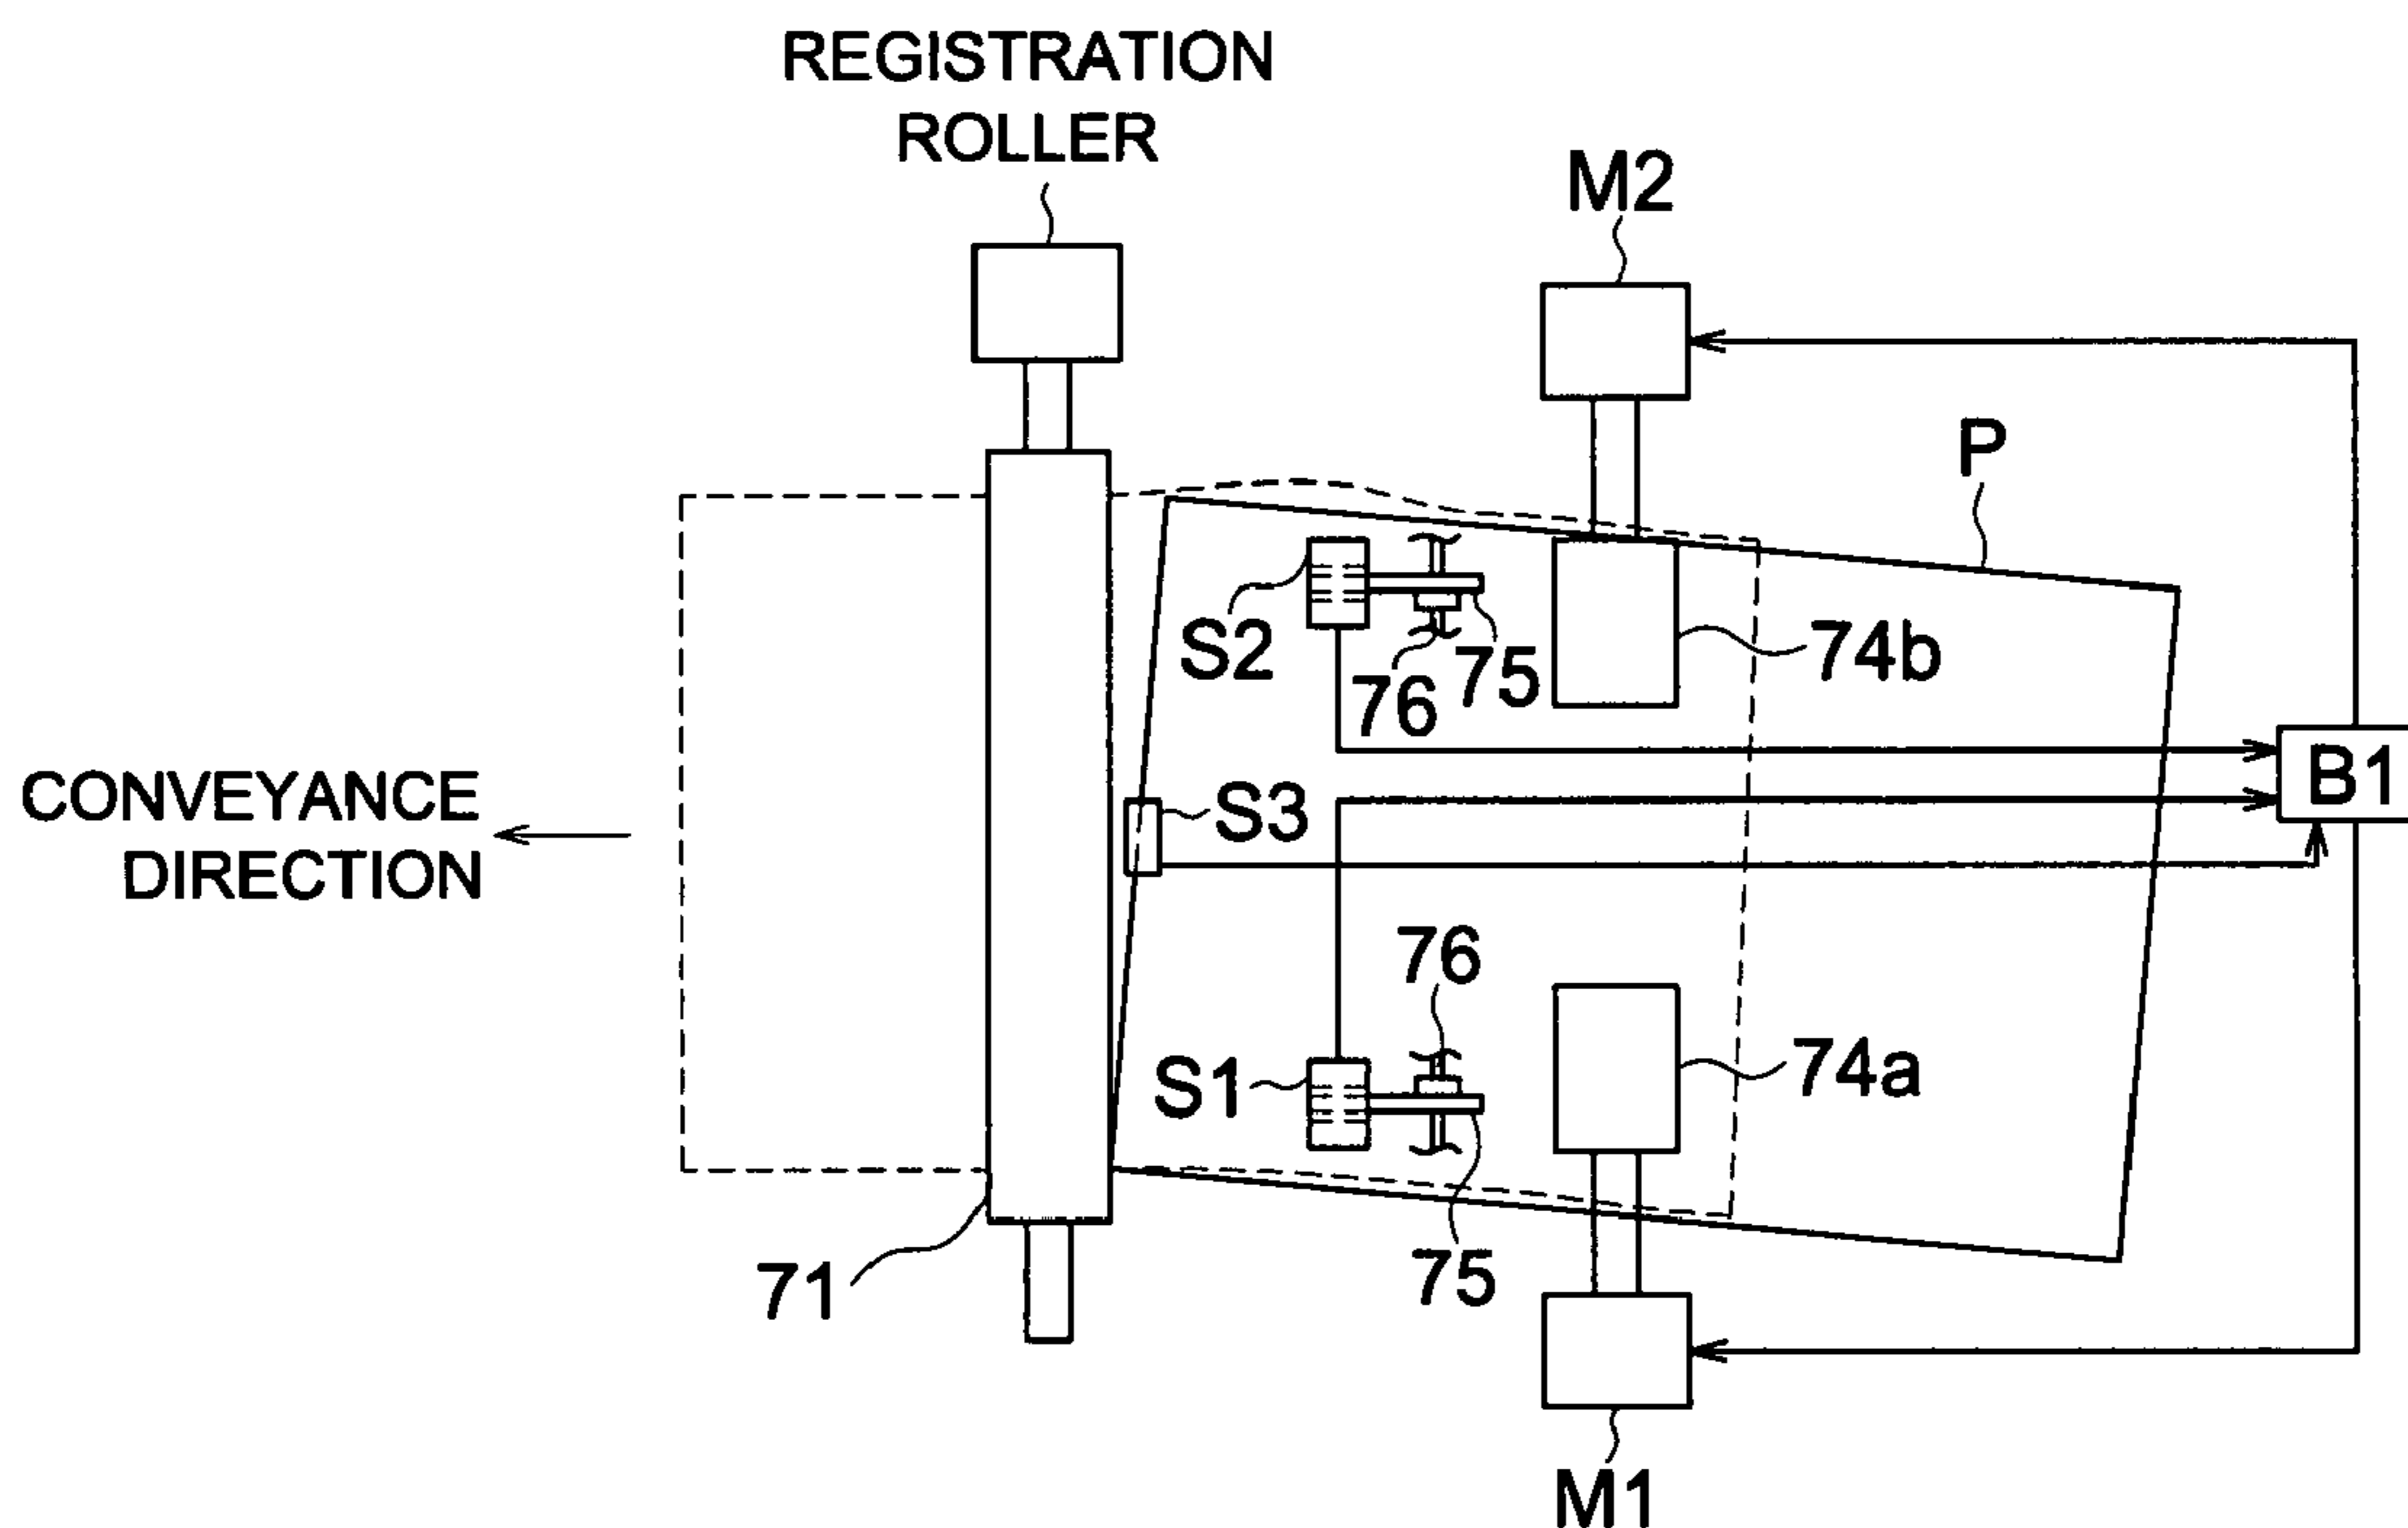 REGISTRATION
ROLLER
M2
P
S2
76
75
74b
B1
CONVEYANCE
DIRECTION
S3
76
S1
74a
71
75
M1